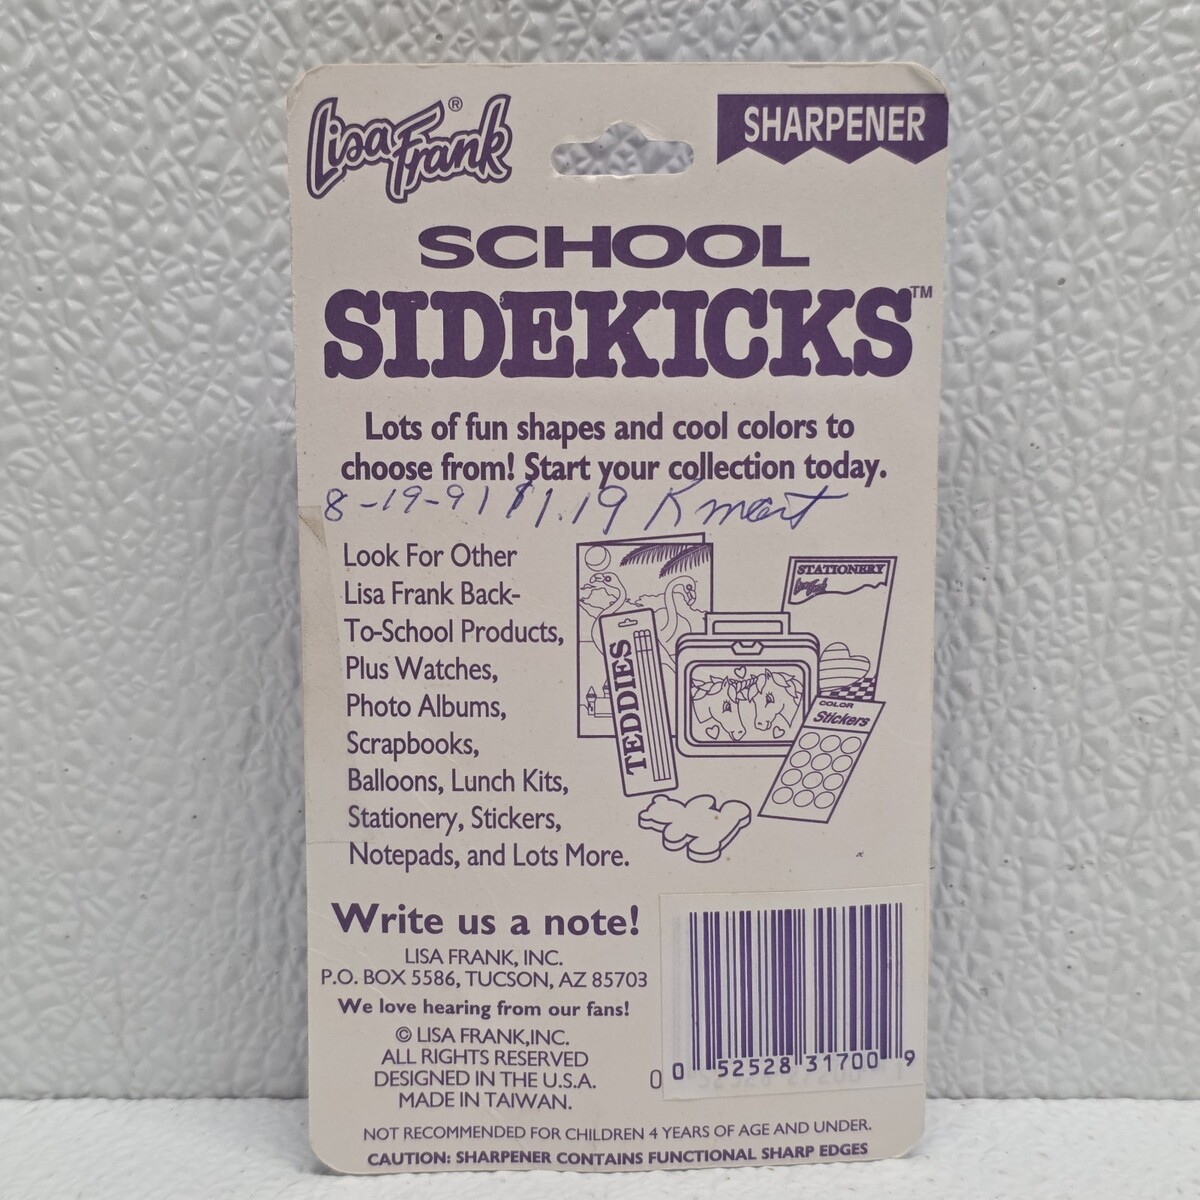 Lisa Frank®
SHARPENER
SCHOOL
SIDEKICKS™
Lots of fun shapes and cool colors to
choose from! Start your collection today.
8-19-91 $1.19 Kmart
Look For Other
Lisa Frank Back-
To-School Products,
Plus Watches,
Photo Albums,
Scrapbooks,
Balloons, Lunch Kits,
Stationery, Stickers,
Notepads, and Lots More.
STATIONERY
Lisa Frank
TEDDIES
COLOR
Stickers
Write us a note!
LISA FRANK, INC.
P.O. BOX 5586, TUCSON, AZ 85703
We love hearing from our fans!
© LISA FRANK,INC.
ALL RIGHTS RESERVED
DESIGNED IN THE U.S.A.
MADE IN TAIWAN.
0 52528 31700 9
0
NOT RECOMMENDED FOR CHILDREN 4 YEARS OF AGE AND UNDER.
CAUTION: SHARPENER CONTAINS FUNCTIONAL SHARP EDGES